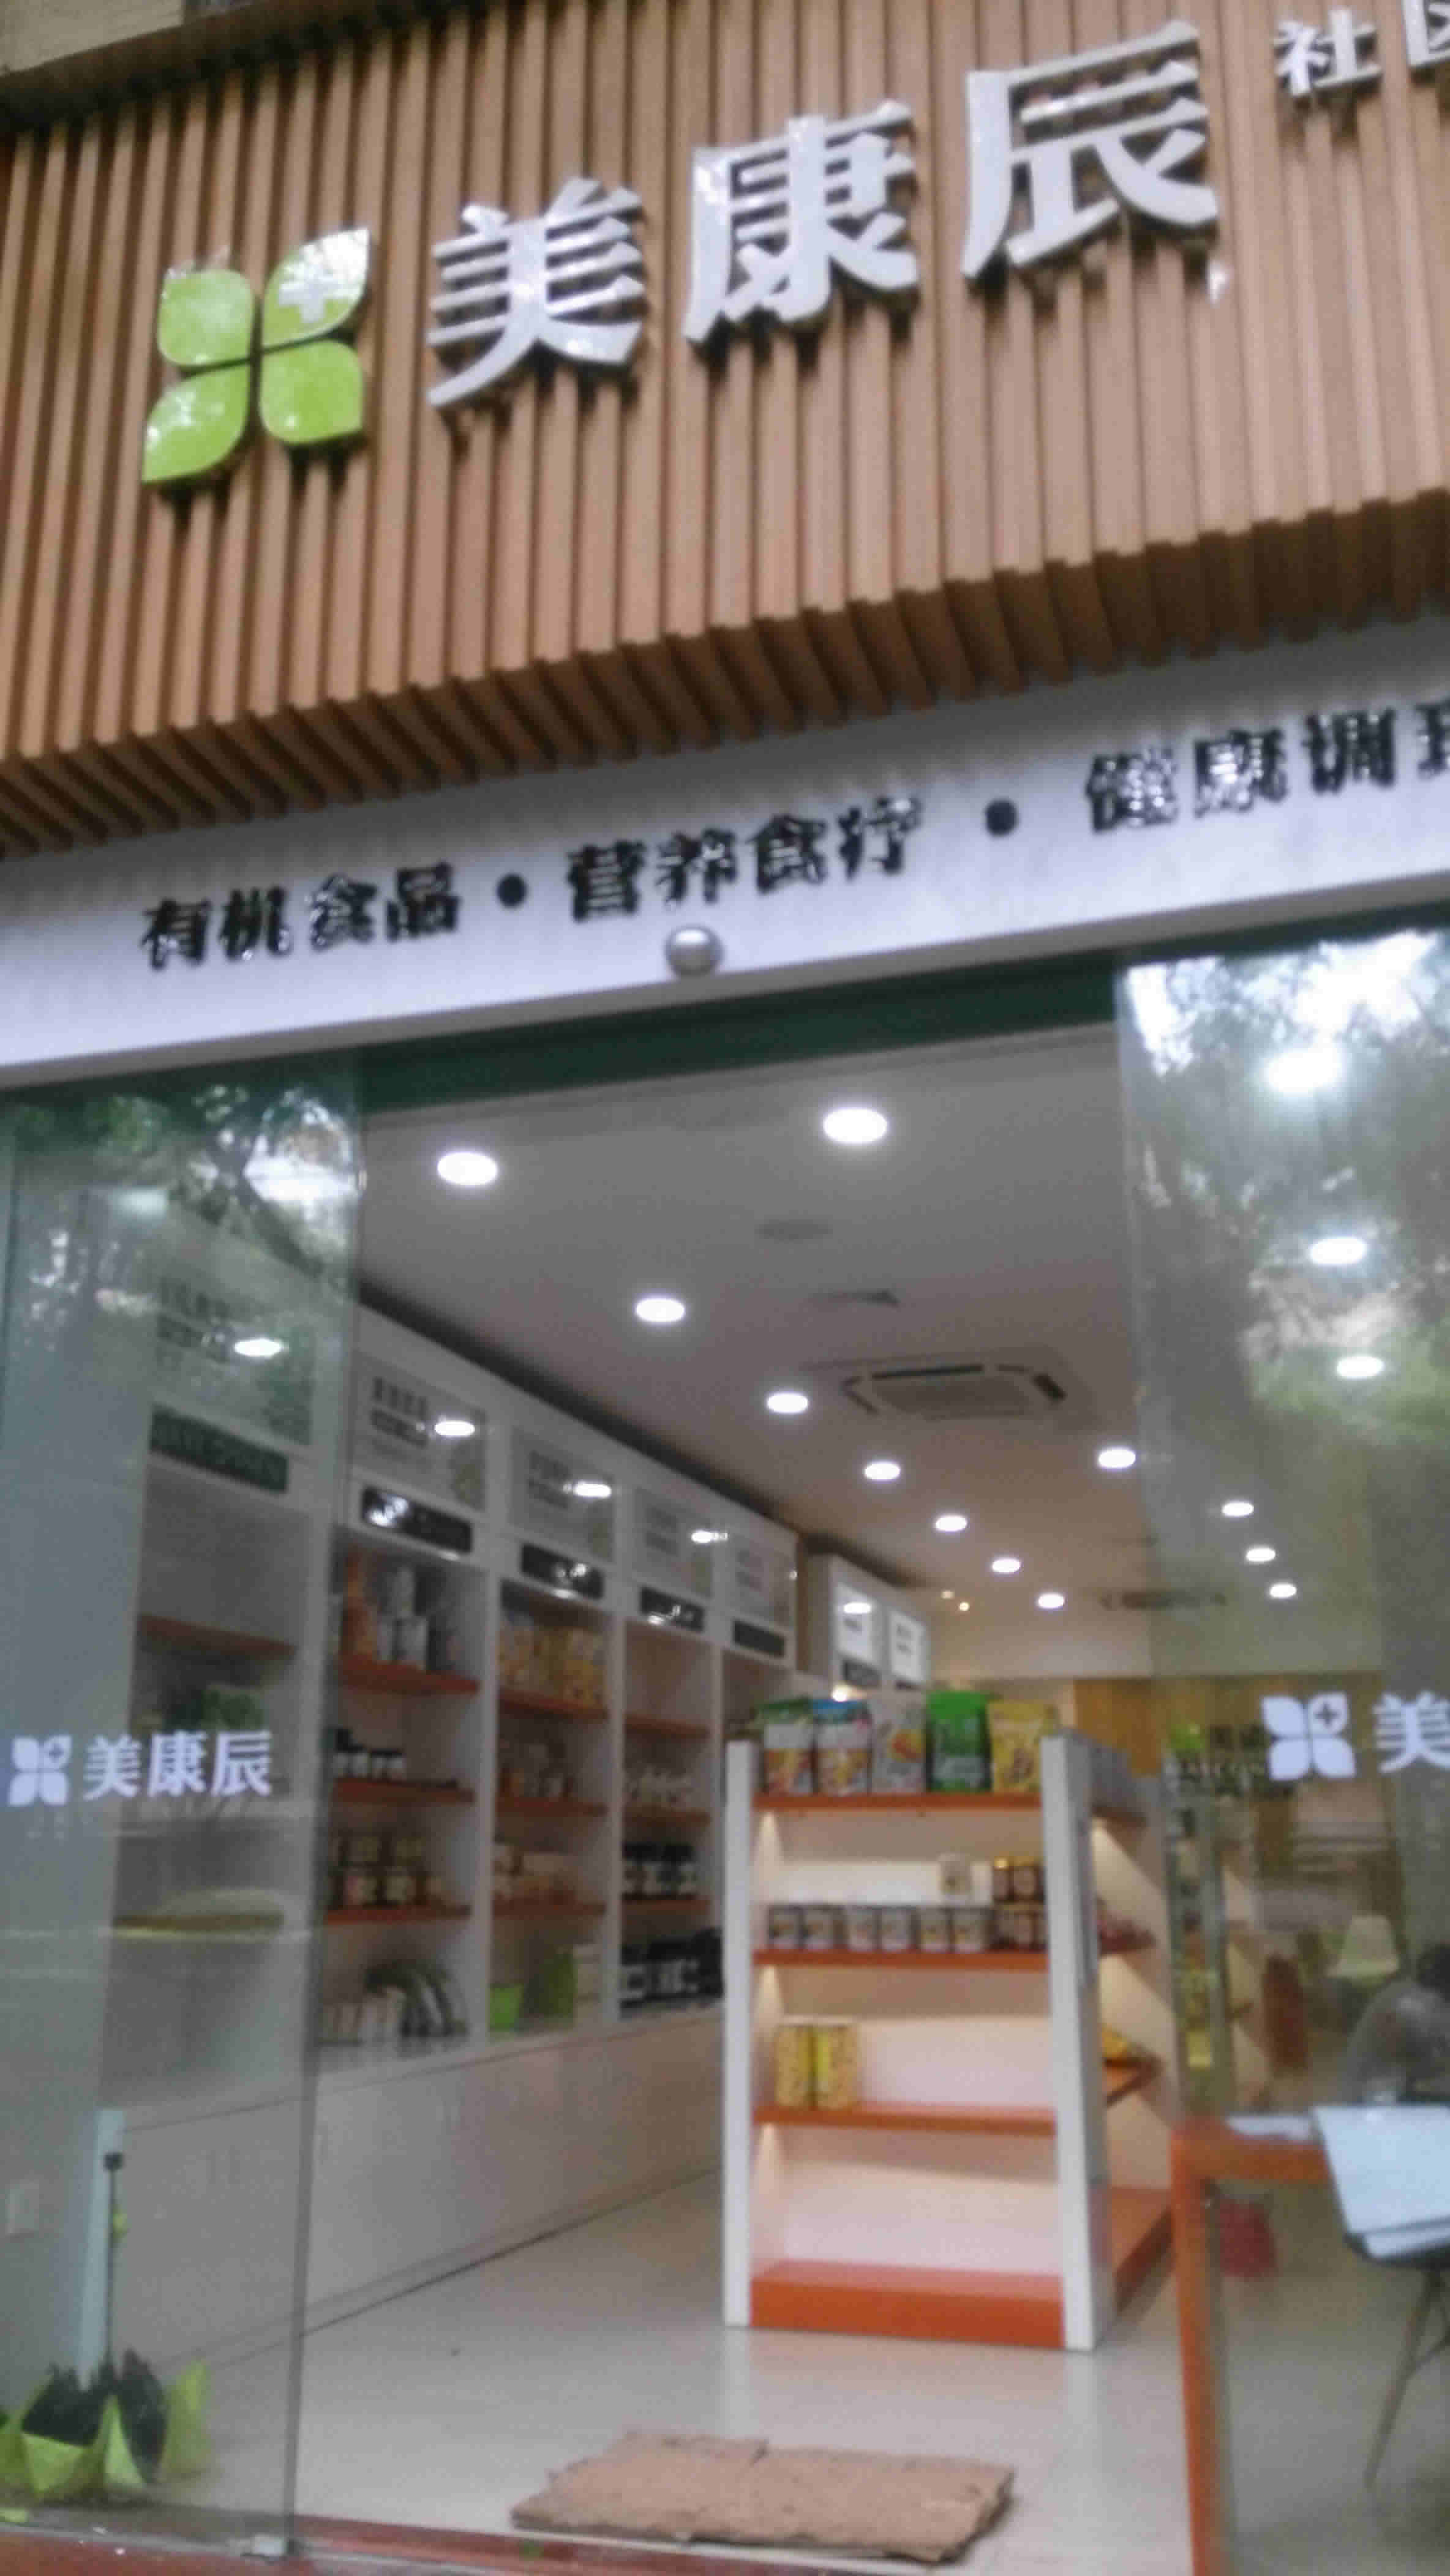 美康辰 社区
有机食品·营养食疗·健康调理
美康辰
美